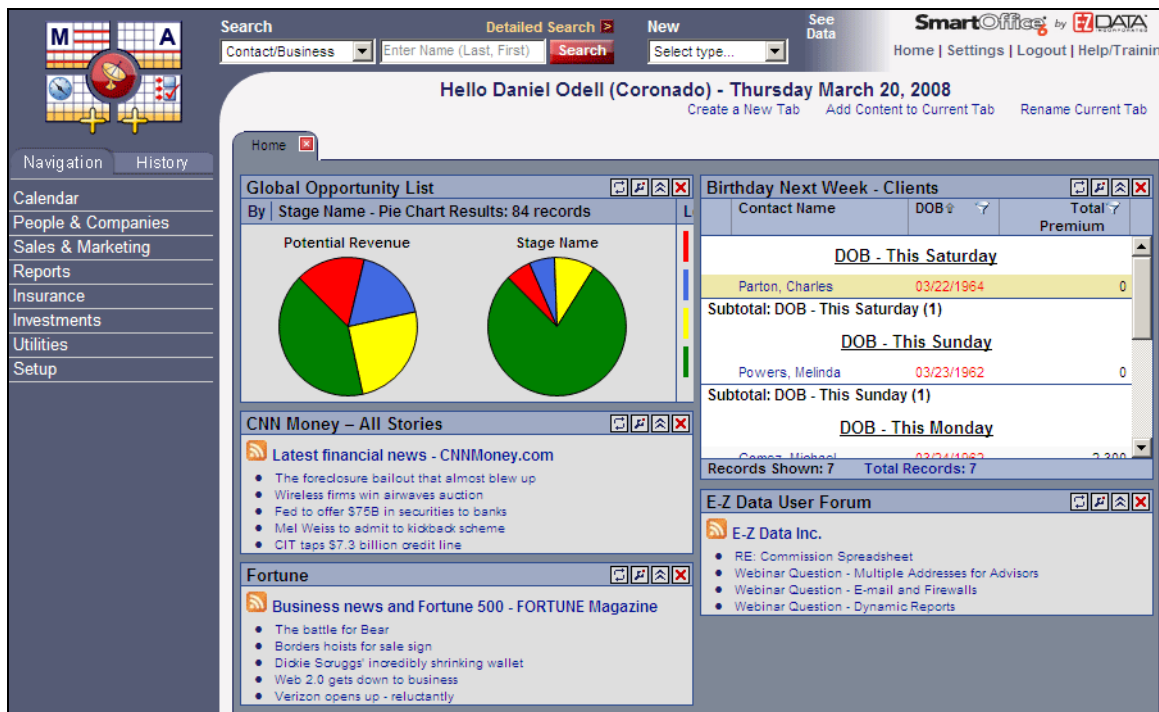 M A
Search
Detailed Search
New
See Data
SmartOffice by EZ DATA INCORPORATED
Contact/Business
Enter Name (Last, First)
Search
Select type...
Home | Settings | Logout | Help/Trainin
Hello Daniel Odell (Coronado) - Thursday March 20, 2008
Create a New Tab Add Content to Current Tab Rename Current Tab
Home
Navigation History
Calendar
People & Companies
Sales & Marketing
Reports
Insurance
Investments
Utilities
Setup
Global Opportunity List
By | Stage Name - Pie Chart Results: 84 records
Potential Revenue Stage Name
CNN Money – All Stories
Latest financial news - CNNMoney.com
The foreclosure bailout that almost blew up
Wireless firms win airwaves auction
Fed to offer $75B in securities to banks
Mel Weiss to admit to kickback scheme
CIT taps $7.3 billion credit line
Fortune
Business news and Fortune 500 - FORTUNE Magazine
The battle for Bear
Borders hoists for sale sign
Dickie Scruggs' incredibly shrinking wallet
Web 2.0 gets down to business
Verizon opens up - reluctantly
Birthday Next Week - Clients
Contact Name DOB Total Premium
DOB - This Saturday
Parton, Charles 03/22/1964 0
Subtotal: DOB - This Saturday (1)
DOB - This Sunday
Powers, Melinda 03/23/1962 0
Subtotal: DOB - This Sunday (1)
DOB - This Monday
Gomez, Michael 03/24/1962 2,300
Records Shown: 7 Total Records: 7
E-Z Data User Forum
E-Z Data Inc.
RE: Commission Spreadsheet
Webinar Question - Multiple Addresses for Advisors
Webinar Question - E-mail and Firewalls
Webinar Question - Dynamic Reports